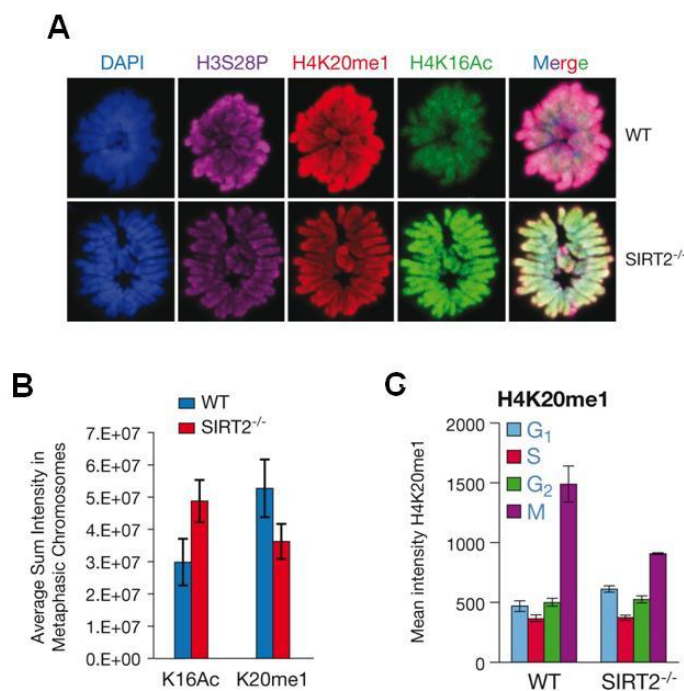 A
DAPI H3S28P H4K20me1 H4K16Ac Merge
WT
SIRT2-/-
B
WT
SIRT2-/-
Average Sum Intensity in
Metaphasic Chromosomes
7.E+07
6.E+07
5.E+07
4.E+07
3.E+07
2.E+07
1.E+07
0.E+00
K16Ac K20me1
C
H4K20me1
G1
S
G2
M
Mean intensity H4K20me1
2000
1500
1000
500
0
WT SIRT2-/-